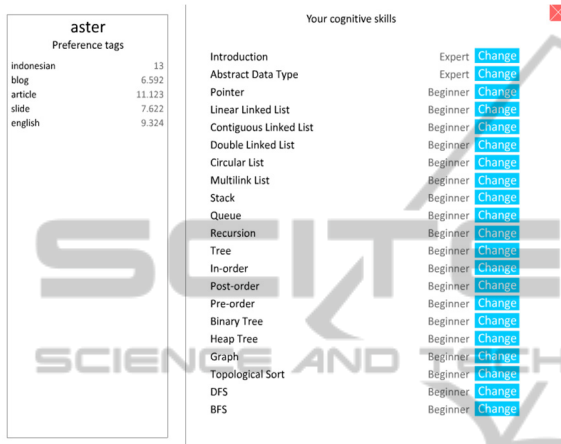 aster
Preference tags
indonesian 13
blog 6.592
article 11.123
slide 7.622
english 9.324
Your cognitive skills
Introduction Expert Change
Abstract Data Type Expert Change
Pointer Beginner Change
Linear Linked List Beginner Change
Contiguous Linked List Beginner Change
Double Linked List Beginner Change
Circular List Beginner Change
Multilink List Beginner Change
Stack Beginner Change
Queue Beginner Change
Recursion Beginner Change
Tree Beginner Change
In-order Beginner Change
Post-order Beginner Change
Pre-order Beginner Change
Binary Tree Beginner Change
Heap Tree Beginner Change
Graph Beginner Change
Topological Sort Beginner Change
DFS Beginner Change
BFS Beginner Change
SCITE
SCIENCE AND TECH